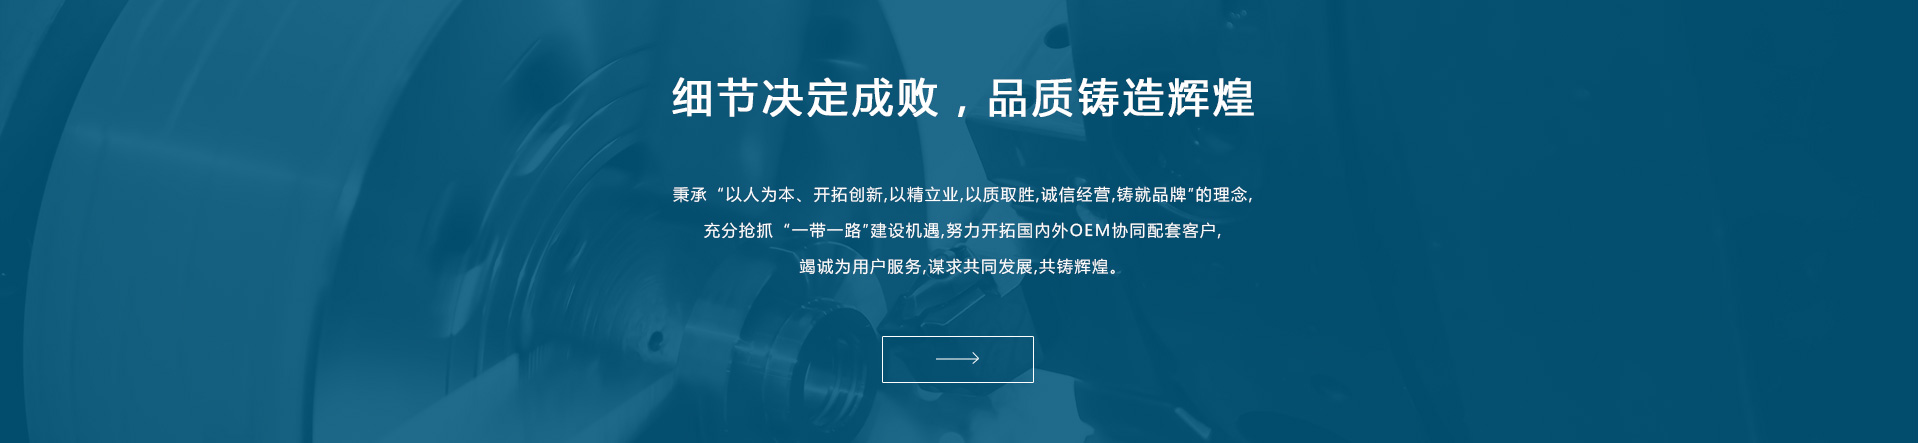 细节决定成败，品质铸造辉煌
秉承“以人为本、开拓创新,以精立业,以质取胜,诚信经营,铸就品牌”的理念,
充分抢抓“一带一路”建设机遇,努力开拓国内外OEM协同配套客户,
竭诚为用户服务,谋求共同发展,共铸辉煌。